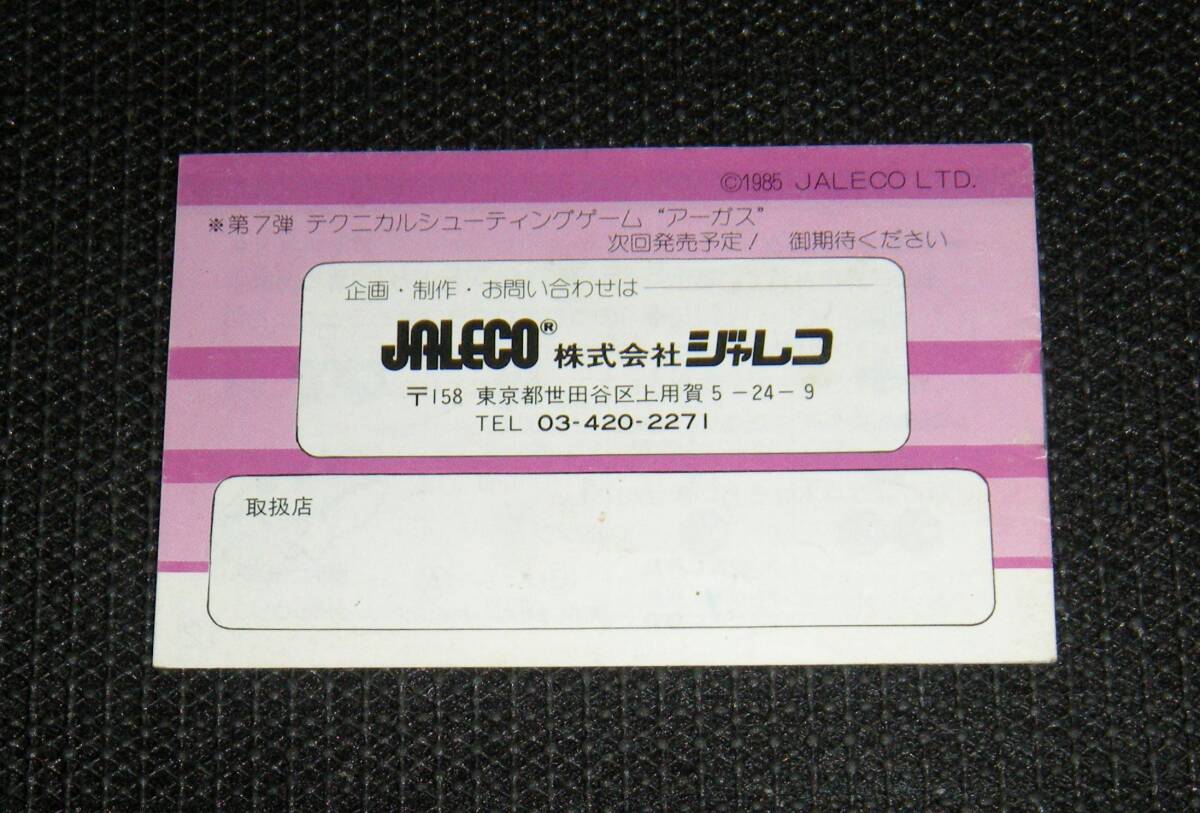 ©1985 JALECO LTD.
※第7弾 テクニカルシューティングゲーム "アーガス"
次回発売予定! 御期待ください
企画・制作・お問い合わせは
JALECO® 株式会社ジャレコ
〒158 東京都世田谷区上用賀5-24-9
TEL 03-420-2271
取扱店